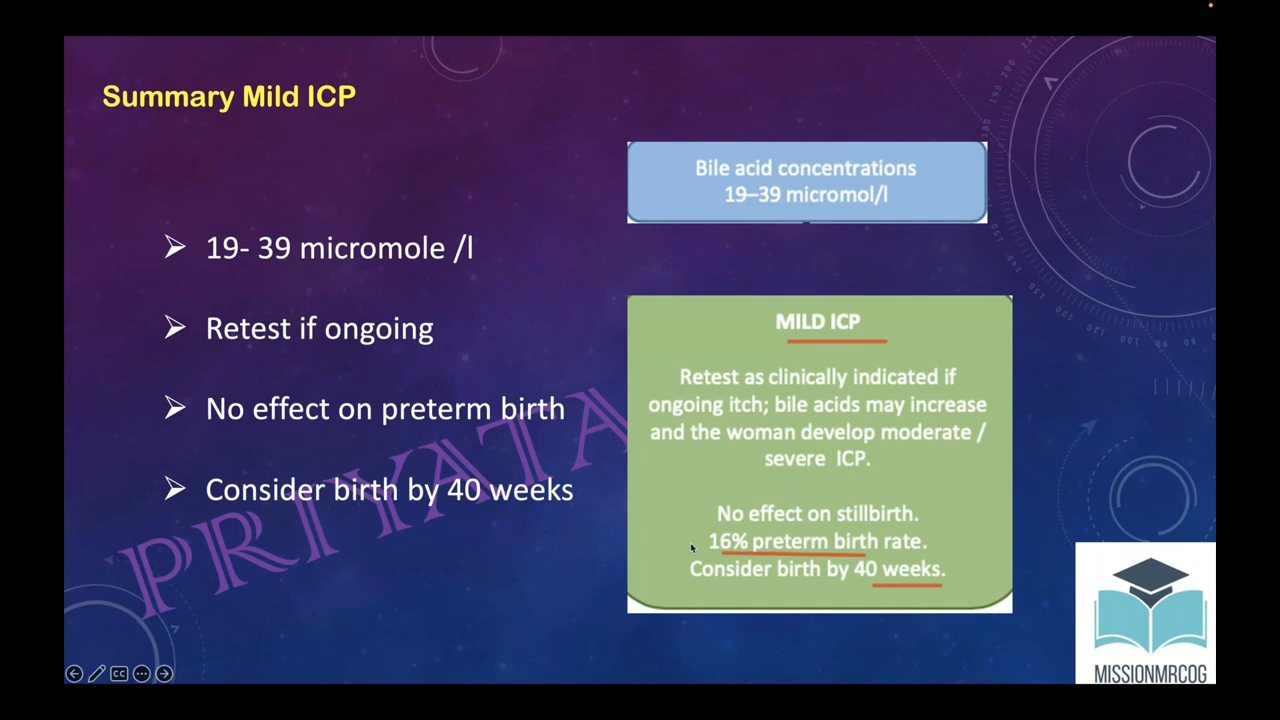 Summary Mild ICP
19- 39 micromole /l
Retest if ongoing
No effect on preterm birth
Consider birth by 40 weeks
Bile acid concentrations
19–39 micromol/l
MILD ICP
Retest as clinically indicated if
ongoing itch; bile acids may increase
and the woman develop moderate /
severe ICP.
No effect on stillbirth.
16% preterm birth rate.
Consider birth by 40 weeks.
PRIYATA
MISSIONMRCOG
CC